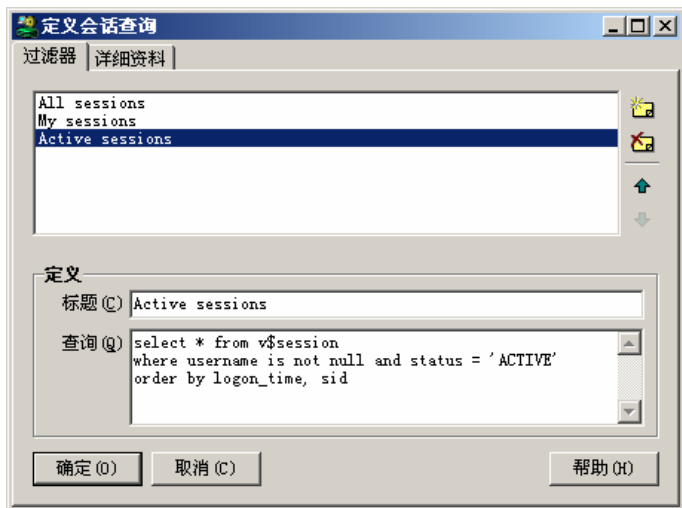 定义会话查询
过滤器 详细资料
All sessions
My sessions
Active sessions
定义
标题(C) Active sessions
查询(Q) select * from v$session
where username is not null and status = 'ACTIVE'
order by logon_time, sid
确定(O) 取消(C) 帮助(H)